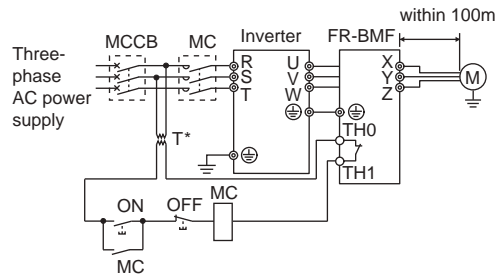 within 100m
MCCB MC Inverter FR-BMF
Three-
phase
AC power
supply
R U X
S V Y M
T W Z
T* TH0
TH1
ON OFF MC
MC